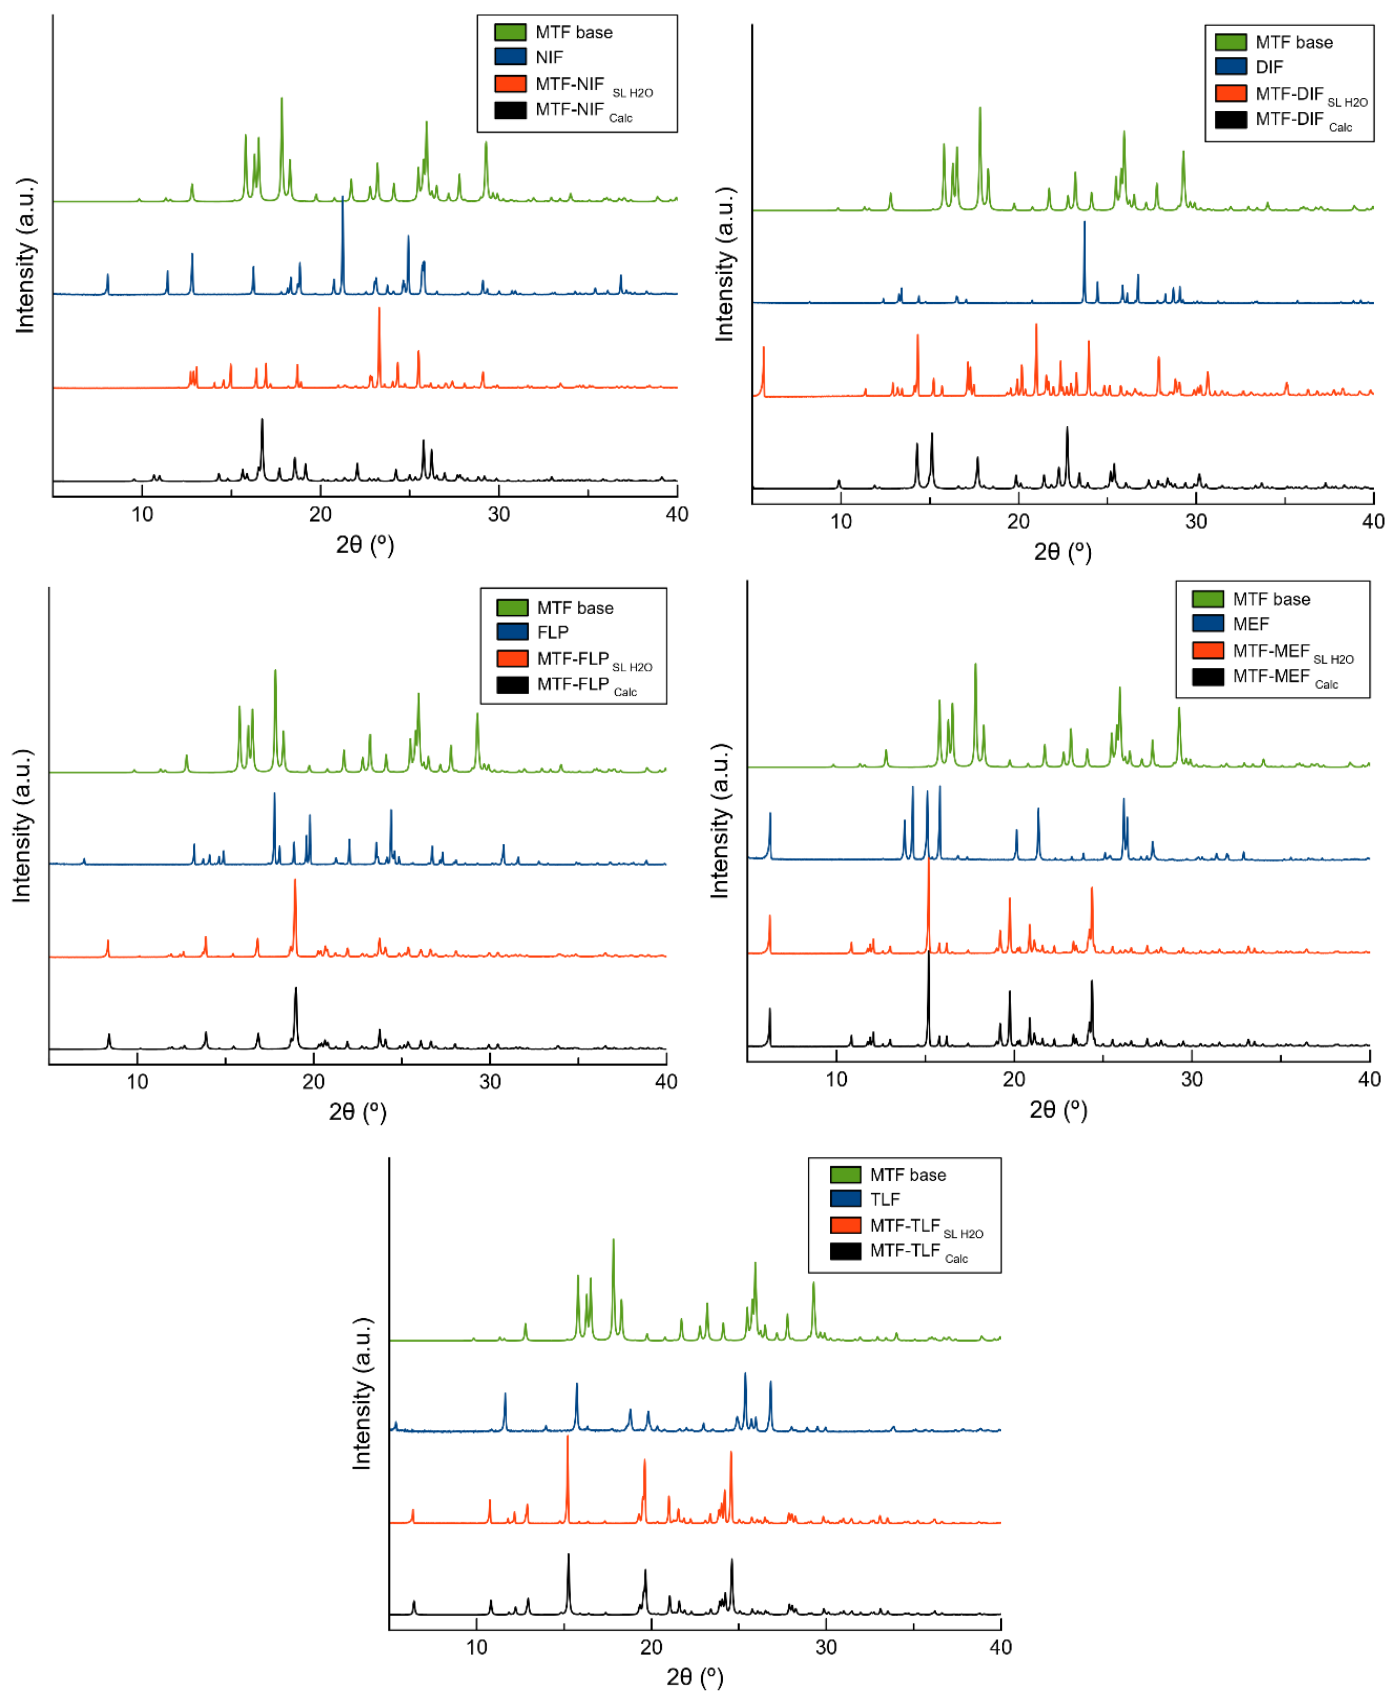 MTF base
NIF
MTF-NIF SL H2O
MTF-NIF Calc
Intensity (a.u.)
10 20 30 40
2θ (º)
MTF base
DIF
MTF-DIF SL H2O
MTF-DIF Calc
Intensity (a.u.)
10 20 30 40
2θ (º)
MTF base
FLP
MTF-FLP SL H2O
MTF-FLP Calc
Intensity (a.u.)
10 20 30 40
2θ (º)
MTF base
MEF
MTF-MEF SL H2O
MTF-MEF Calc
Intensity (a.u.)
10 20 30 40
2θ (º)
MTF base
TLF
MTF-TLF SL H2O
MTF-TLF Calc
Intensity (a.u.)
10 20 30 40
2θ (º)